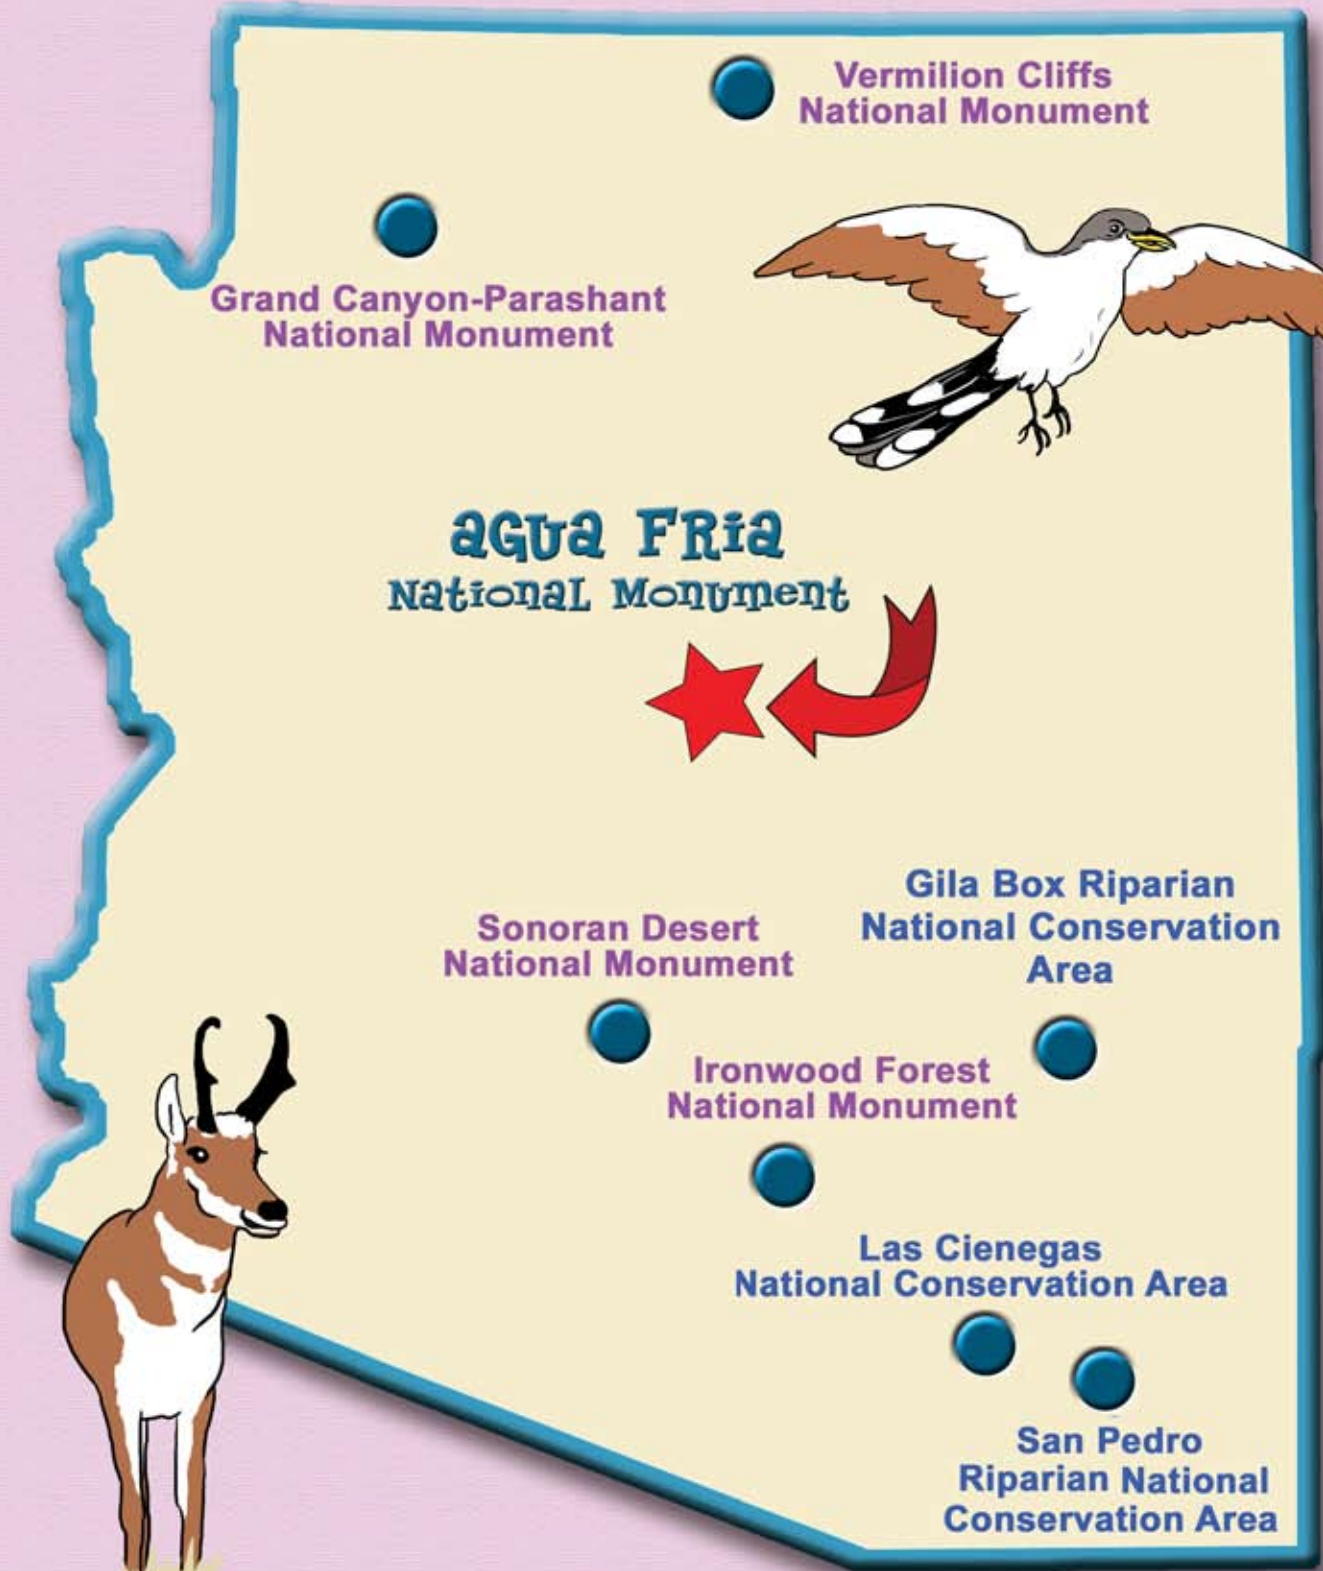 Vermilion Cliffs
National Monument
Grand Canyon-Parashant
National Monument
aGUa FRia
NatioNaL MoNument
Gila Box Riparian
National Conservation
Area
Sonoran Desert
National Monument
Ironwood Forest
National Monument
Las Cienegas
National Conservation Area
San Pedro
Riparian National
Conservation Area